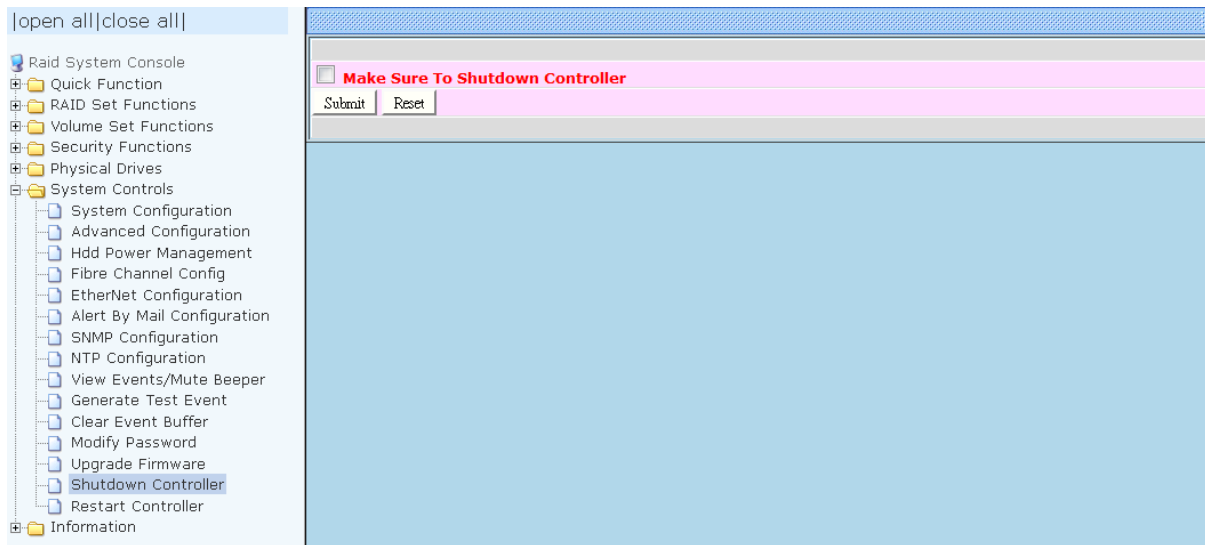 |open all|close all|
Raid System Console
Quick Function
RAID Set Functions
Volume Set Functions
Security Functions
Physical Drives
System Controls
System Configuration
Advanced Configuration
Hdd Power Management
Fibre Channel Config
EtherNet Configuration
Alert By Mail Configuration
SNMP Configuration
NTP Configuration
View Events/Mute Beeper
Generate Test Event
Clear Event Buffer
Modify Password
Upgrade Firmware
Shutdown Controller
Restart Controller
Information
Make Sure To Shutdown Controller
Submit Reset